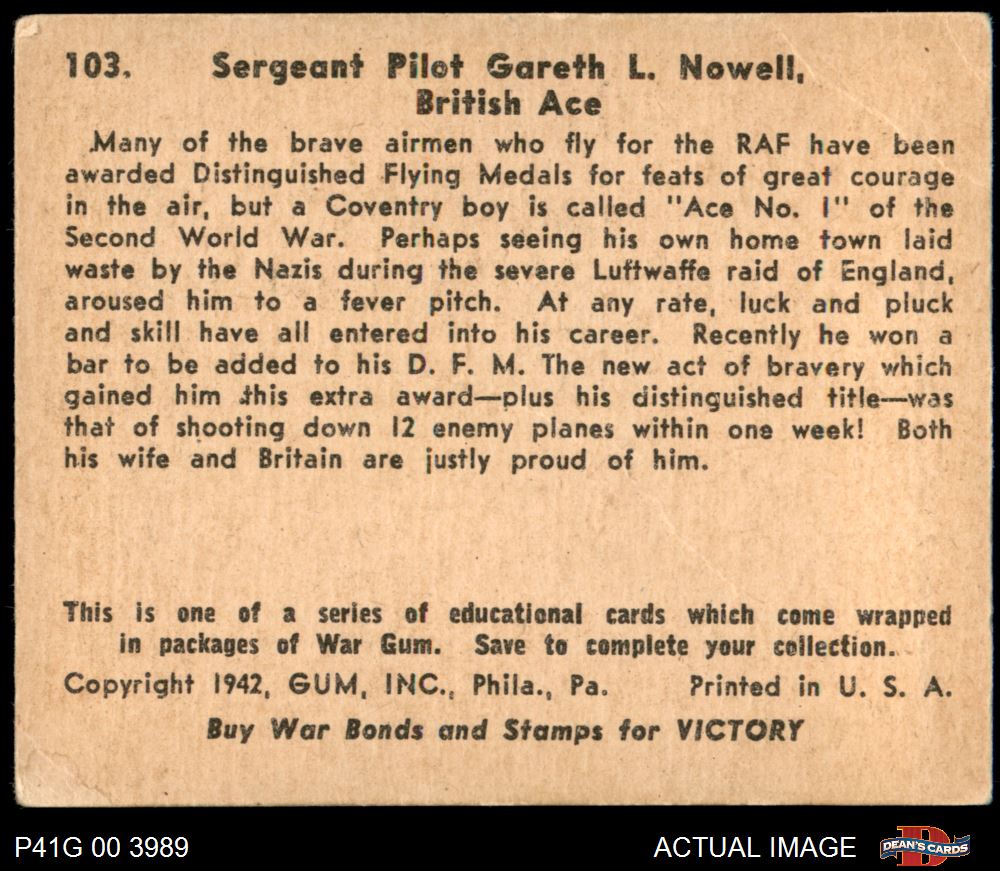 103. Sergeant Pilot Gareth L. Nowell,
British Ace
Many of the brave airmen who fly for the RAF have been
awarded Distinguished Flying Medals for feats of great courage
in the air, but a Coventry boy is called "Ace No. 1" of the
Second World War. Perhaps seeing his own home town laid
waste by the Nazis during the severe Luftwaffe raid of England,
aroused him to a fever pitch. At any rate, luck and pluck
and skill have all entered into his career. Recently he won a
bar to be added to his D. F. M. The new act of bravery which
gained him this extra award—plus his distinguished title—was
that of shooting down 12 enemy planes within one week! Both
his wife and Britain are justly proud of him.
This is one of a series of educational cards which come wrapped
in packages of War Gum. Save to complete your collection.
Copyright 1942, GUM, INC., Phila., Pa. Printed in U. S. A.
Buy War Bonds and Stamps for VICTORY
P41G 00 3989 ACTUAL IMAGE D DEAN'S CARDS